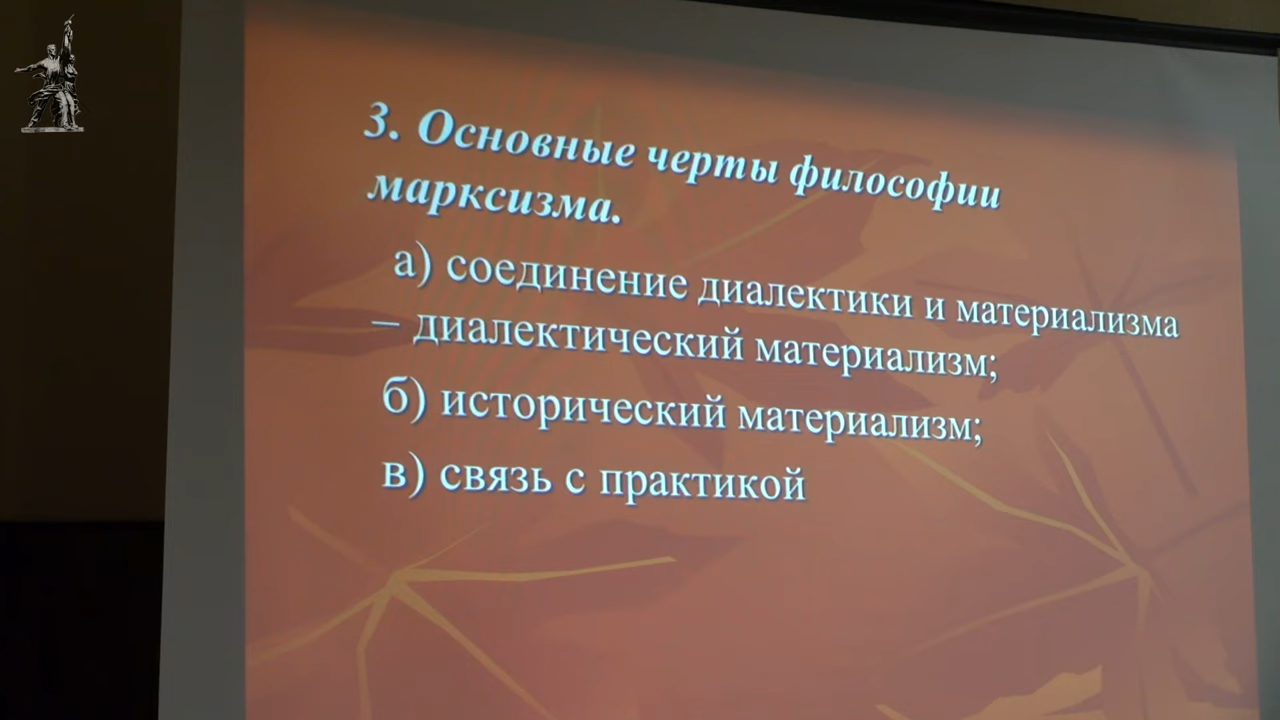 3. Основные черты философии
марксизма.
а) соединение диалектики и материализма
– диалектический материализм;
б) исторический материализм;
в) связь с практикой